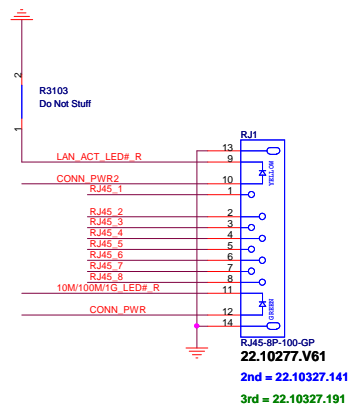 2
R3103
Do Not Stuff
1
RJ1
13
LAN_ACT_LED#_R
9
YELLOW
CONN_PWR2
10
RJ45_1
1
RJ45_2
2
RJ45_3
3
RJ45_4
4
RJ45_5
5
RJ45_6
6
RJ45_7
7
RJ45_8
8
10M/100M/1G_LED#_R
11
GREEN
CONN_PWR
12
14
RJ45-8P-100-GP
22.10277.V61
2nd = 22.10327.141
3rd = 22.10327.191